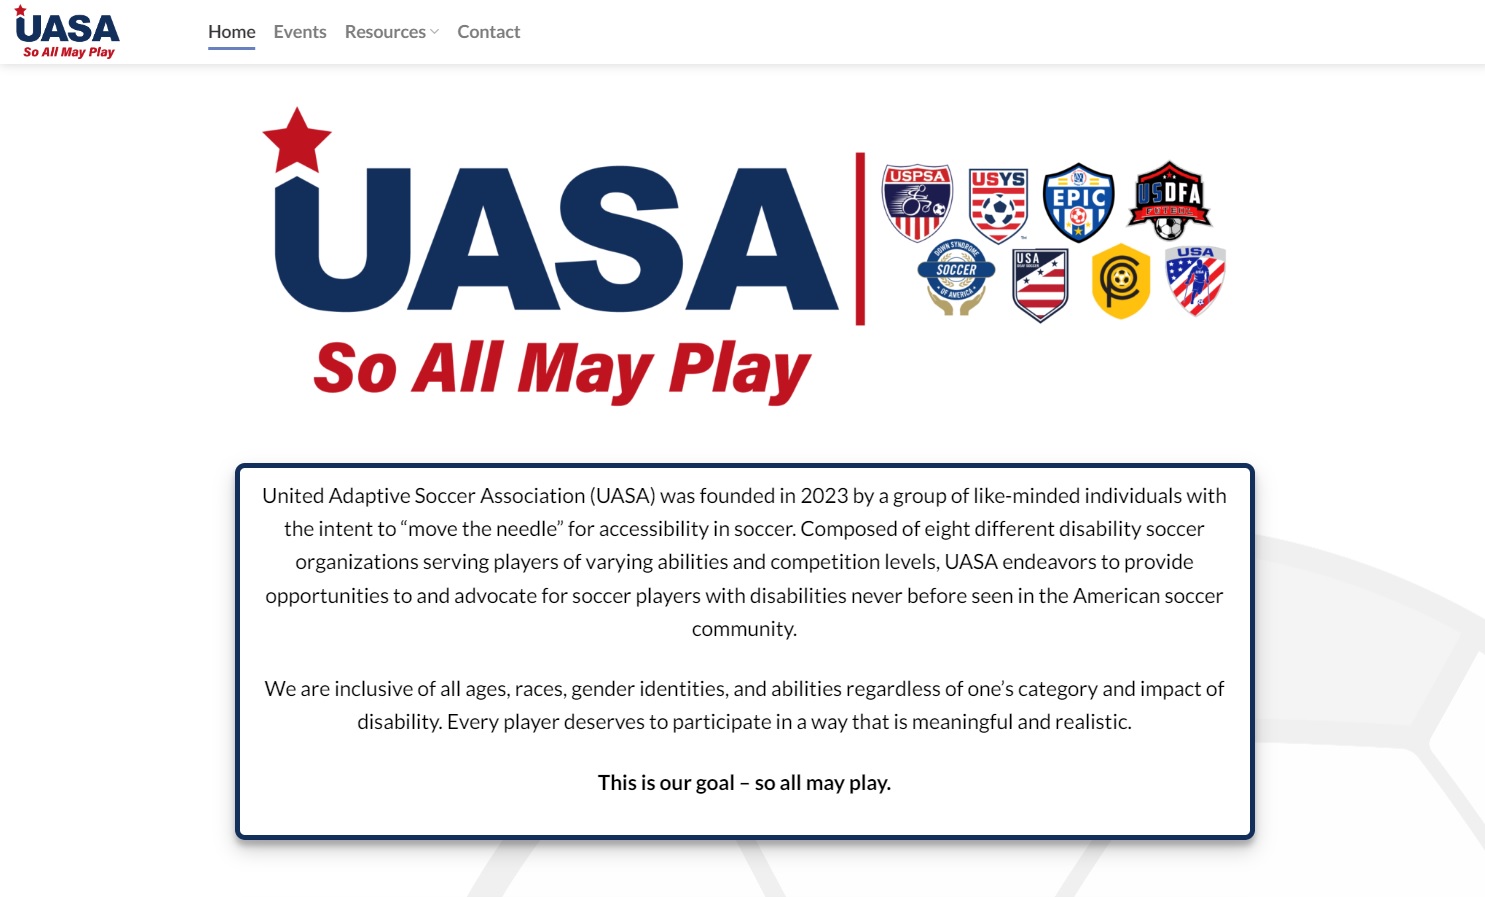 UASA
So All May Play
Home Events Resources Contact
UASA
So All May Play
USPSA
USYS
EPIC
USDFA
FUTBOL
DOWN SYNDROME
SOCCER
OF AMERICA
USA
USA
United Adaptive Soccer Association (UASA) was founded in 2023 by a group of like-minded individuals with
the intent to “move the needle” for accessibility in soccer. Composed of eight different disability soccer
organizations serving players of varying abilities and competition levels, UASA endeavors to provide
opportunities to and advocate for soccer players with disabilities never before seen in the American soccer
community.
We are inclusive of all ages, races, gender identities, and abilities regardless of one’s category and impact of
disability. Every player deserves to participate in a way that is meaningful and realistic.
This is our goal – so all may play.